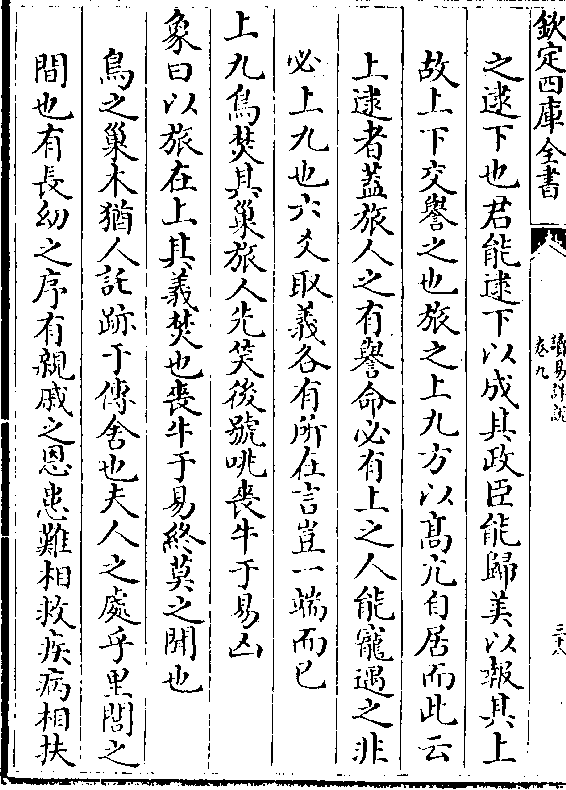 欽定四庫全書
讀易詳說
卷九
三十八
之逮下也君能逮下以成其政臣能歸美以報其上
故上下交譽之也旅之上九方以髙亢自居而此云
上逮者蓋旅人之有譽命必有上之人能寵遇之非
必上九也六爻取義各有所在言豈一端而已
上九鳥焚其巢旅人先笑後號咷喪牛于易凶
象曰以旅在上其義焚也喪牛于易終莫之聞也
鳥之巢木猶人託跡于傳舍也夫人之處乎里閭之
間也有長幼之序有親戚之恩患難相救疾病相扶